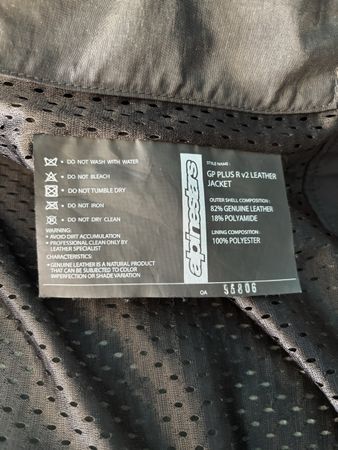 • DO NOT WASH WITH WATER
• DO NOT BLEACH
• DO NOT TUMBLE DRY
• DO NOT IRON
• DO NOT DRY CLEAN
WARNING:
• AVOID DIRT ACCUMULATION
• PROFESSIONAL CLEAN ONLY BY
LEATHER SPECIALIST
CHARACTERISTICS:
• GENUINE LEATHER IS A NATURAL PRODUCT
THAT CAN BE SUBJECTED TO COLOR
IMPERFECTION OR SHADE VARIATION
alpinestars
STYLE NAME:
GP PLUS R v2 LEATHER
JACKET
OUTER SHELL COMPOSITION:
82% GENUINE LEATHER
18% POLYAMIDE
LINING COMPOSITION:
100% POLYESTER
OA 55806